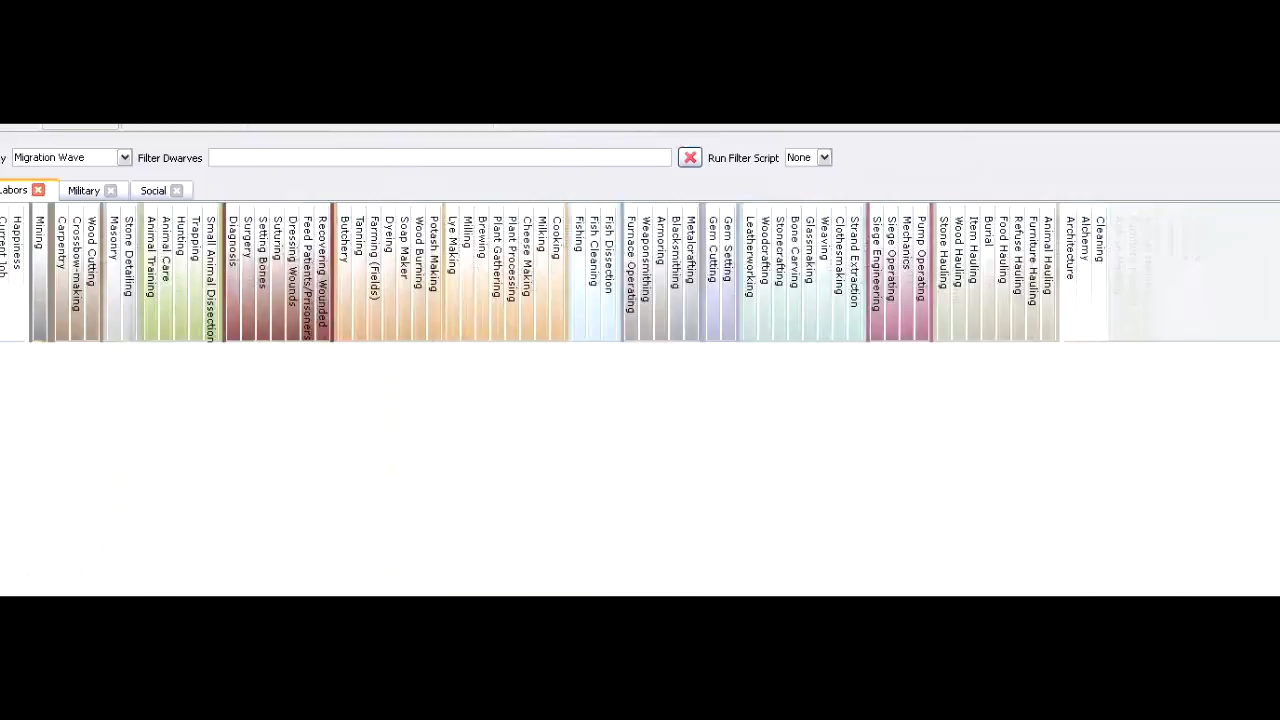 y Migration Wave Filter Dwarves Run Filter Script None
Labors Military Social
Current Job
Happiness
Mining
Carpentry
Crossbow-making
Wood Cutting
Masonry
Stone Detailing
Animal Training
Animal Care
Hunting
Trapping
Small Animal Dissection
Diagnosis
Surgery
Setting Bones
Suturing
Dressing Wounds
Feed Patients/Prisoners
Recovering Wounded
Butchery
Tanning
Farming (Fields)
Dyeing
Soap Maker
Wood Burning
Potash Making
Lye Making
Milling
Brewing
Plant Gathering
Plant Processing
Cheese Making
Milking
Cooking
Fishing
Fish Cleaning
Fish Dissection
Furnace Operating
Weaponsmithing
Armoring
Blacksmithing
Metalcrafting
Gem Cutting
Gem Setting
Leatherworking
Woodcrafting
Stonecrafting
Bone Carving
Glassmaking
Weaving
Clothesmaking
Strand Extraction
Siege Engineering
Siege Operating
Mechanics
Pump Operating
Stone Hauling
Wood Hauling
Item Hauling
Burial
Food Hauling
Refuse Hauling
Furniture Hauling
Animal Hauling
Architecture
Alchemy
Cleaning